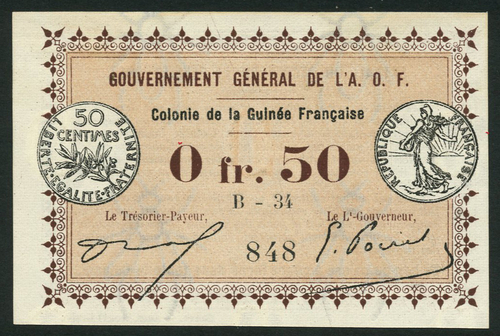 GOUVERNEMENT GÉNÉRAL DE L'A. O. F.
Colonie de la Guinée Française
50
CENTIMES
LIBERTÉ·EGALITÉ·FRATERNITÉ
0 fr. 50
REPUBLIQUE FRANÇAISE
B - 34
Le Trésorier-Payeur,
Le Lt-Gouverneur,
848